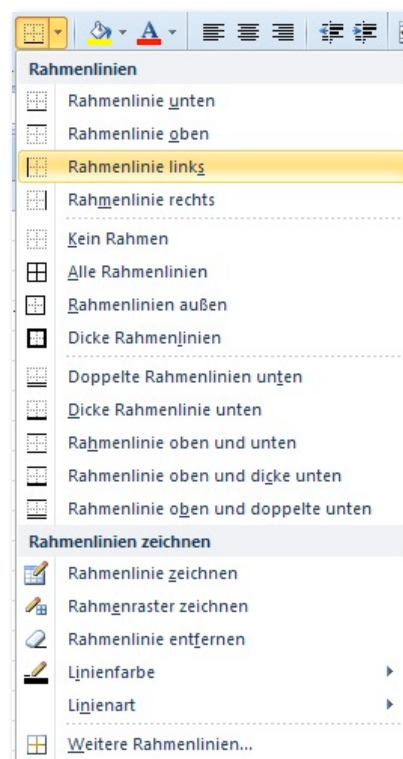 A
Rahmenlinien
Rahmenlinie unten
Rahmenlinie oben
Rahmenlinie links
Rahmenlinie rechts
Kein Rahmen
Alle Rahmenlinien
Rahmenlinien außen
Dicke Rahmenlinien
Doppelte Rahmenlinien unten
Dicke Rahmenlinie unten
Rahmenlinie oben und unten
Rahmenlinie oben und dicke unten
Rahmenlinie oben und doppelte unten
Rahmenlinien zeichnen
Rahmenlinie zeichnen
Rahmenraster zeichnen
Rahmenlinie entfernen
Linienfarbe
Linienart
Weitere Rahmenlinien...